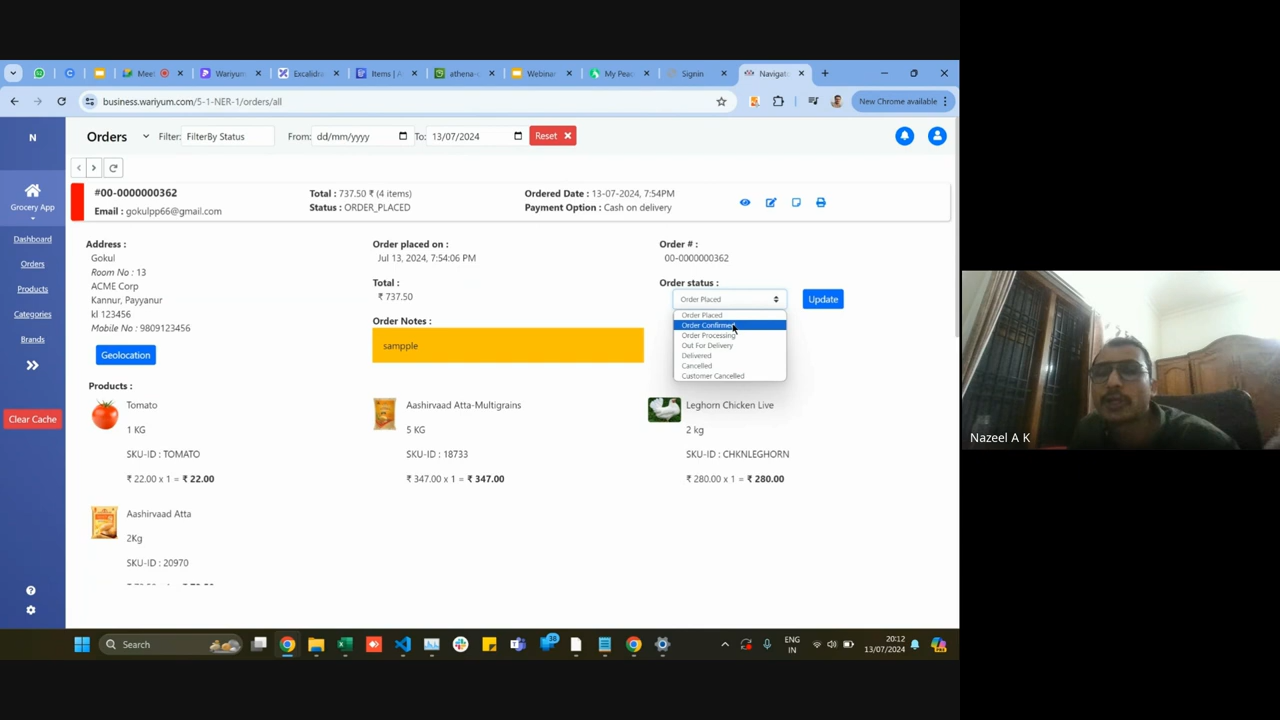 Meet
Wariyum
Excalidra
Items | A
athena-c
Webinar
My Peac
Signin
Navigat
business.wariyum.com/5-1-NER-1/orders/all
New Chrome available
N
Orders
Filter: FilterBy Status
From: dd/mm/yyyy
To: 13/07/2024
Reset ×
#00-0000000362
Total : 737.50 ₹ (4 items)
Ordered Date : 13-07-2024, 7:54PM
Email : gokulpp66@gmail.com
Status : ORDER_PLACED
Payment Option : Cash on delivery
Grocery App
Dashboard
Orders
Products
Categories
Brands
Clear Cache
Address :
Gokul
Room No : 13
ACME Corp
Kannur, Payyanur
kl 123456
Mobile No : 9809123456
Geolocation
Order placed on :
Jul 13, 2024, 7:54:06 PM
Total :
₹ 737.50
Order Notes :
sampple
Order # :
00-0000000362
Order status :
Order Placed
Update
Order Placed
Order Confirmed
Order Processing
Out For Delivery
Delivered
Cancelled
Customer Cancelled
Products :
Tomato
1 KG
SKU-ID : TOMATO
₹ 22.00 x 1 = ₹ 22.00
Aashirvaad Atta-Multigrains
5 KG
SKU-ID : 18733
₹ 347.00 x 1 = ₹ 347.00
Leghorn Chicken Live
2 kg
SKU-ID : CHKNLEGHORN
₹ 280.00 x 1 = ₹ 280.00
Aashirvaad Atta
2Kg
SKU-ID : 20970
Nazeel A K
Search
38
ENG
IN
20:12
13/07/2024